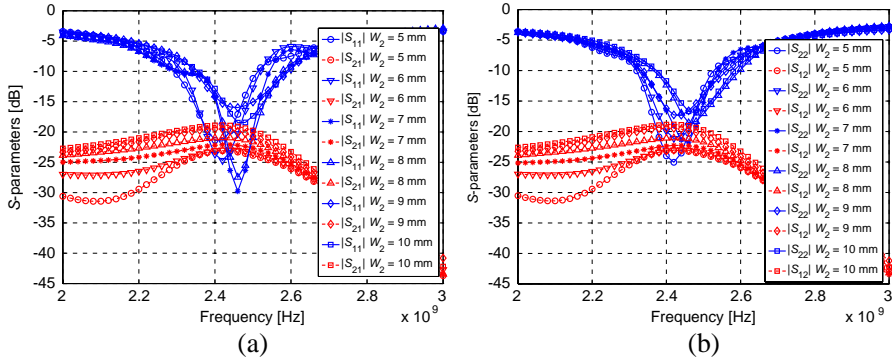 0
-5
-10
-15
-20
-25
-30
-35
-40
-45
S-parameters [dB]
2
2.2
2.4
2.6
2.8
3
Frequency [Hz]
x 10^9
|S11| W2 = 5 mm
|S21| W2 = 5 mm
|S11| W2 = 6 mm
|S21| W2 = 6 mm
|S11| W2 = 7 mm
|S21| W2 = 7 mm
|S11| W2 = 8 mm
|S21| W2 = 8 mm
|S11| W2 = 9 mm
|S21| W2 = 9 mm
|S11| W2 = 10 mm
|S21| W2 = 10 mm
(a)
0
-5
-10
-15
-20
-25
-30
-35
-40
-45
S-parameters [dB]
2
2.2
2.4
2.6
2.8
3
Frequency [Hz]
x 10^9
|S22| W2 = 5 mm
|S12| W2 = 5 mm
|S22| W2 = 6 mm
|S12| W2 = 6 mm
|S22| W2 = 7 mm
|S12| W2 = 7 mm
|S22| W2 = 8 mm
|S12| W2 = 8 mm
|S22| W2 = 9 mm
|S12| W2 = 9 mm
|S22| W2 = 10 mm
|S12| W2 = 10 mm
(b)